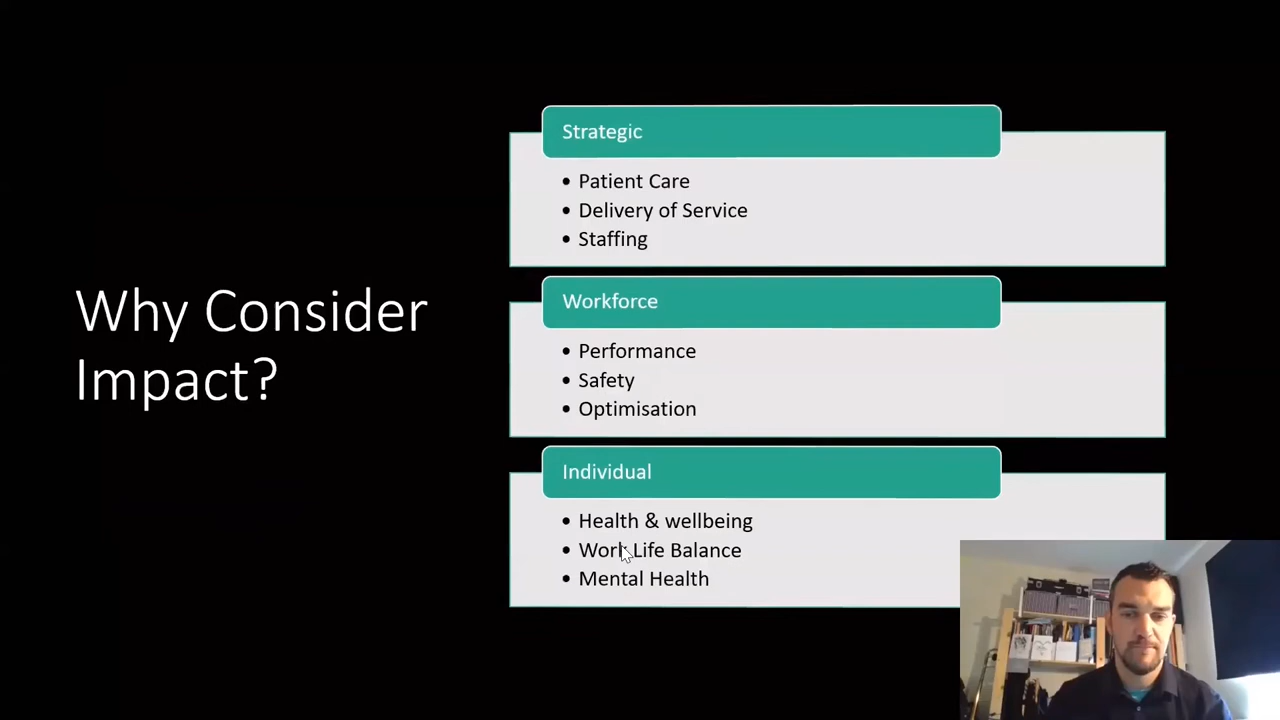 Why Consider
Impact?
Strategic
• Patient Care
• Delivery of Service
• Staffing
Workforce
• Performance
• Safety
• Optimisation
Individual
• Health & wellbeing
• Work Life Balance
• Mental Health